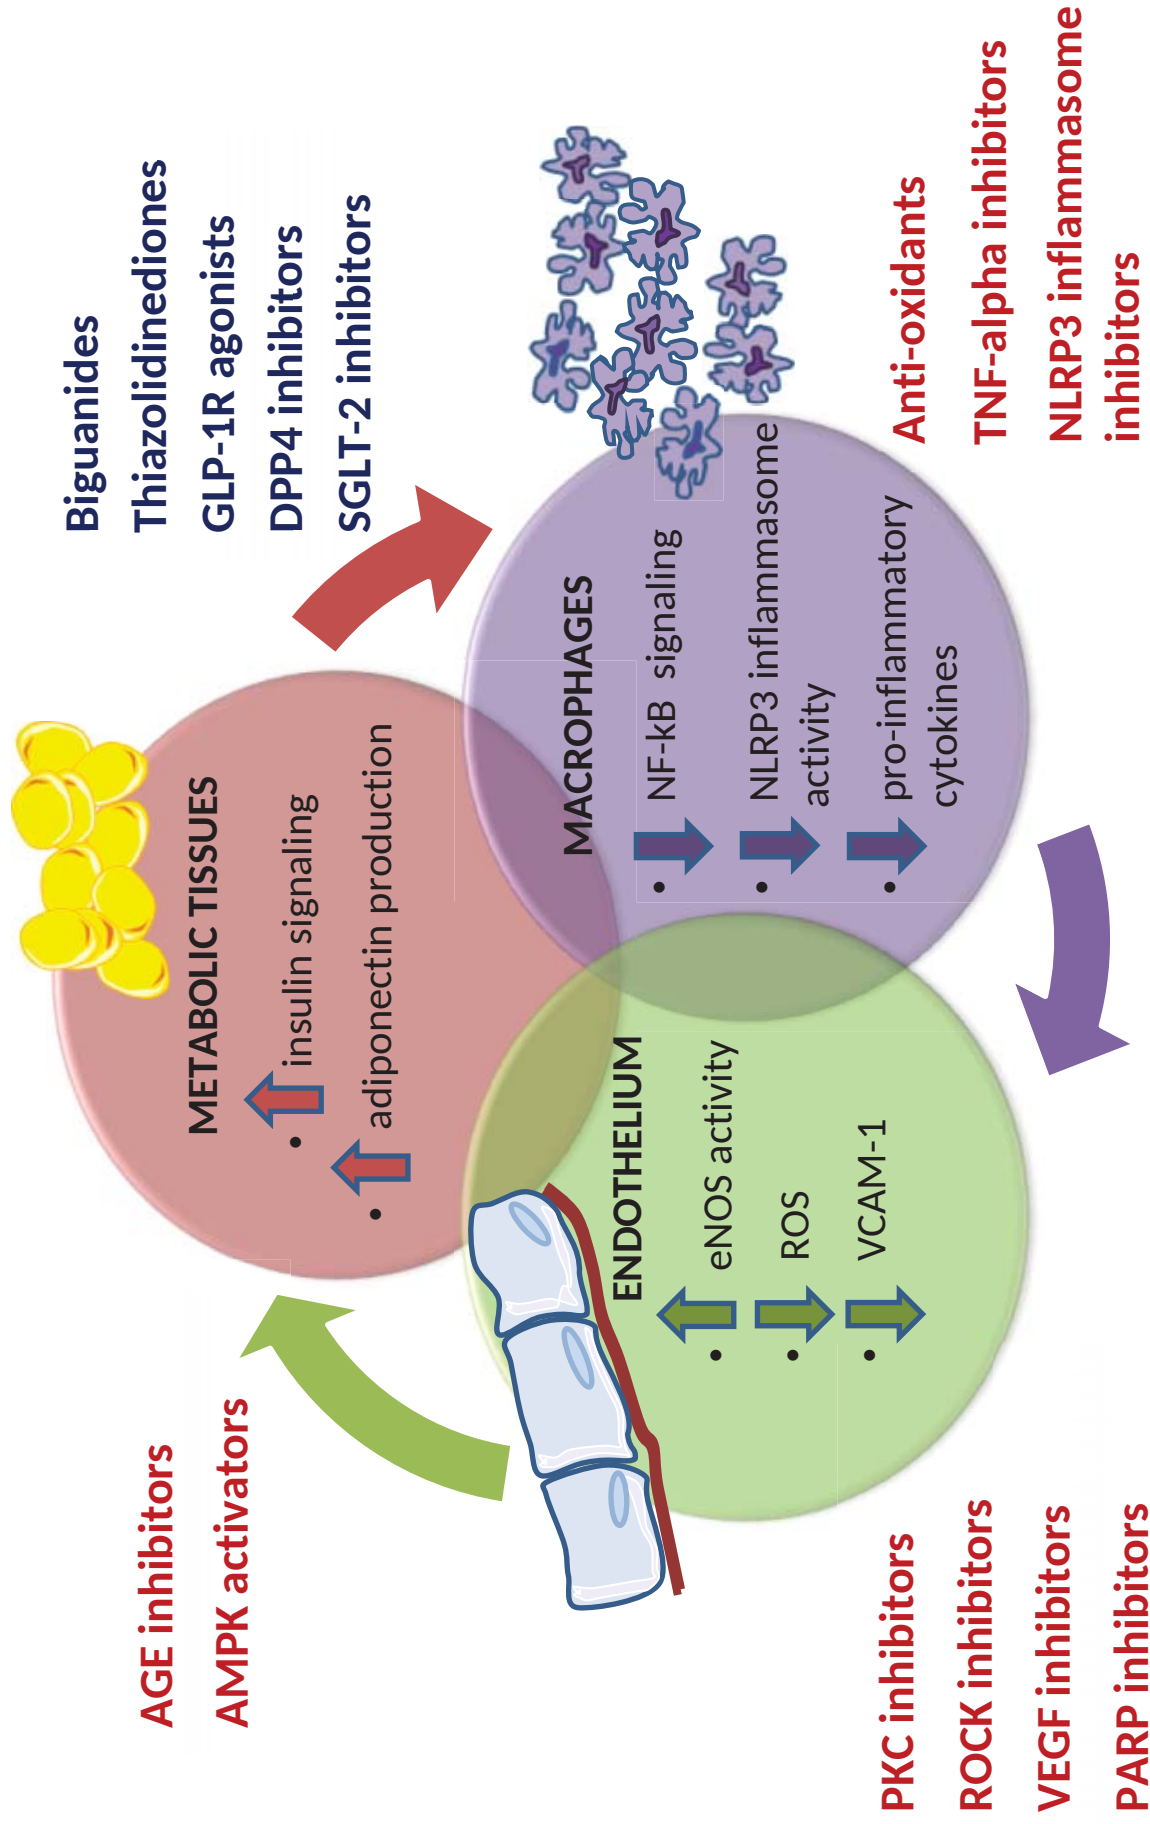 AGE inhibitors
AMPK activators
Biguanides
Thiazolidinediones
GLP-1R agonists
DPP4 inhibitors
SGLT-2 inhibitors
METABOLIC TISSUES
• insulin signaling
• adiponectin production
MACROPHAGES
• NF-kB signaling
• NLRP3 inflammasome
activity
• pro-inflammatory
cytokines
ENDOTHELIUM
• eNOS activity
• ROS
• VCAM-1
PKC inhibitors
ROCK inhibitors
VEGF inhibitors
PARP inhibitors
Anti-oxidants
TNF-alpha inhibitors
NLRP3 inflammasome
inhibitors